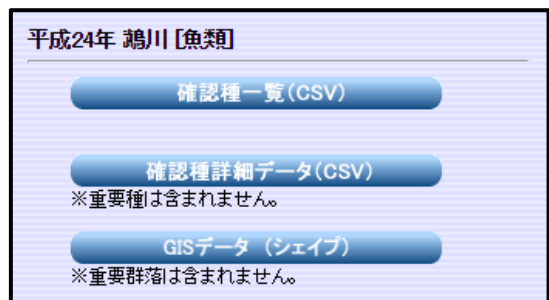 平成24年 鵡川 [魚類]
確認種一覧(CSV)
確認種詳細データ(CSV)
※重要種は含まれません。
GISデータ (シェイプ)
※重要群落は含まれません。